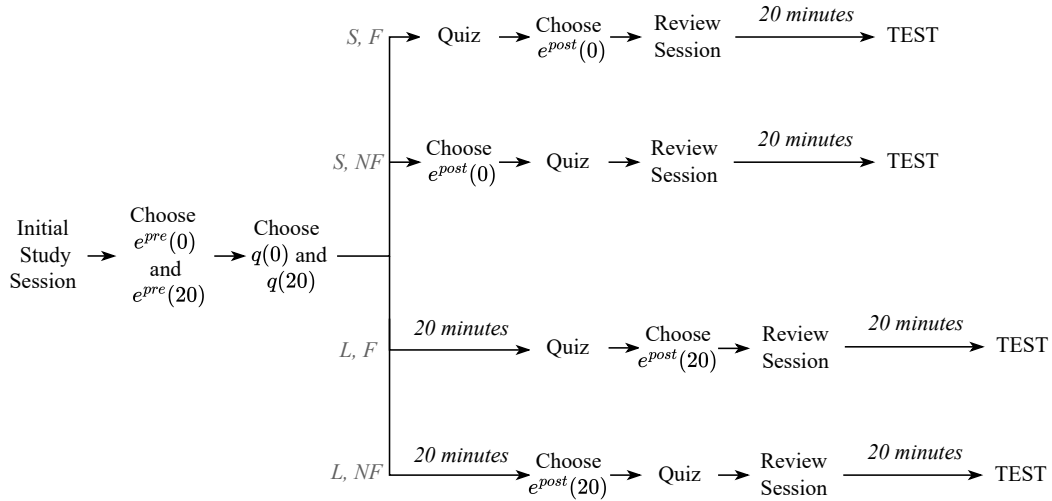 Initial
Study
Session
Choose
e^{pre}(0)
and
e^{pre}(20)
Choose
q(0) and
q(20)
S, F
Quiz
Choose
e^{post}(0)
Review
Session
20 minutes
TEST
S, NF
Choose
e^{post}(0)
Quiz
Review
Session
20 minutes
TEST
L, F
20 minutes
Quiz
Choose
e^{post}(20)
Review
Session
20 minutes
TEST
L, NF
20 minutes
Choose
e^{post}(20)
Quiz
Review
Session
20 minutes
TEST